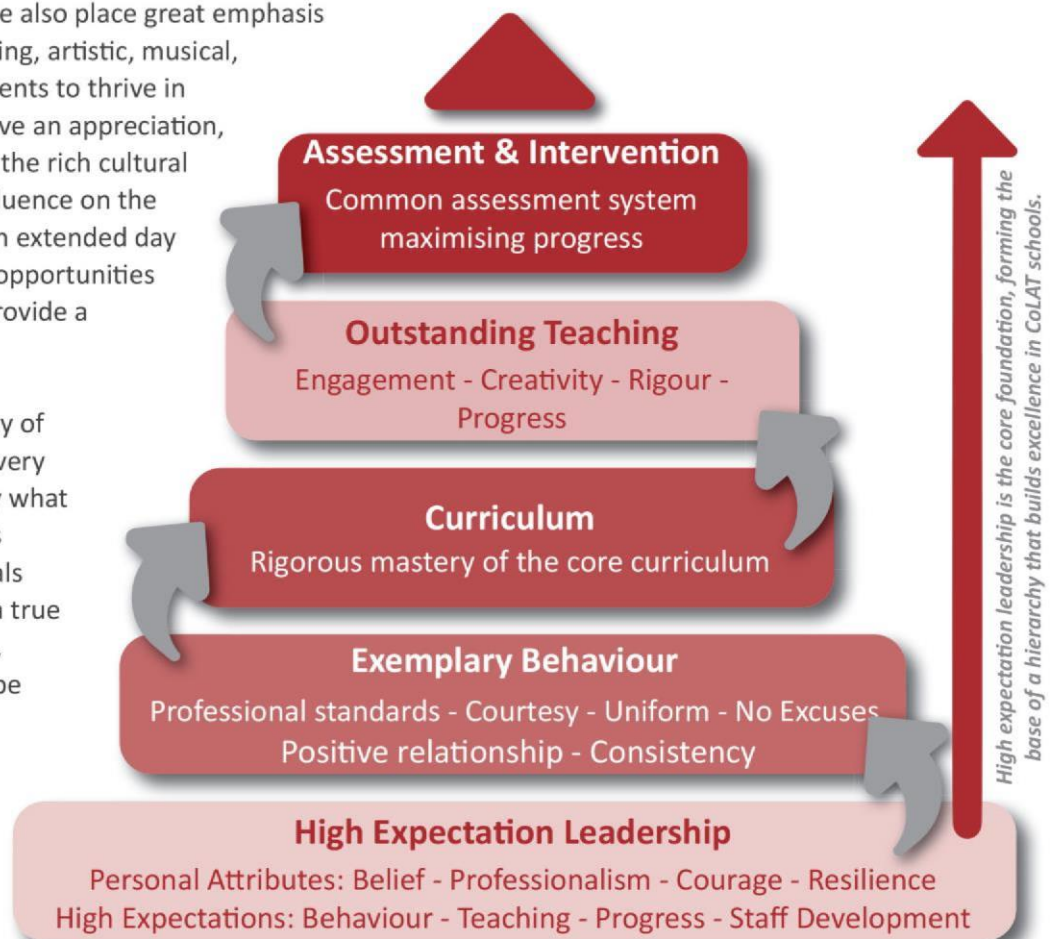 e also place great emphasis
ing, artistic, musical,
ents to thrive in
ve an appreciation,
the rich cultural
luence on the
n extended day
opportunities
rovide a
y of
very
what
s
als
true
be
Assessment & Intervention
Common assessment system
maximising progress
Outstanding Teaching
Engagement - Creativity - Rigour -
Progress
Curriculum
Rigorous mastery of the core curriculum
Exemplary Behaviour
Professional standards - Courtesy - Uniform - No Excuses
Positive relationship - Consistency
High Expectation Leadership
Personal Attributes: Belief - Professionalism - Courage - Resilience
High Expectations: Behaviour - Teaching - Progress - Staff Development
High expectation leadership is the core foundation, forming the
base of a hierarchy that builds excellence in CoLAT schools.